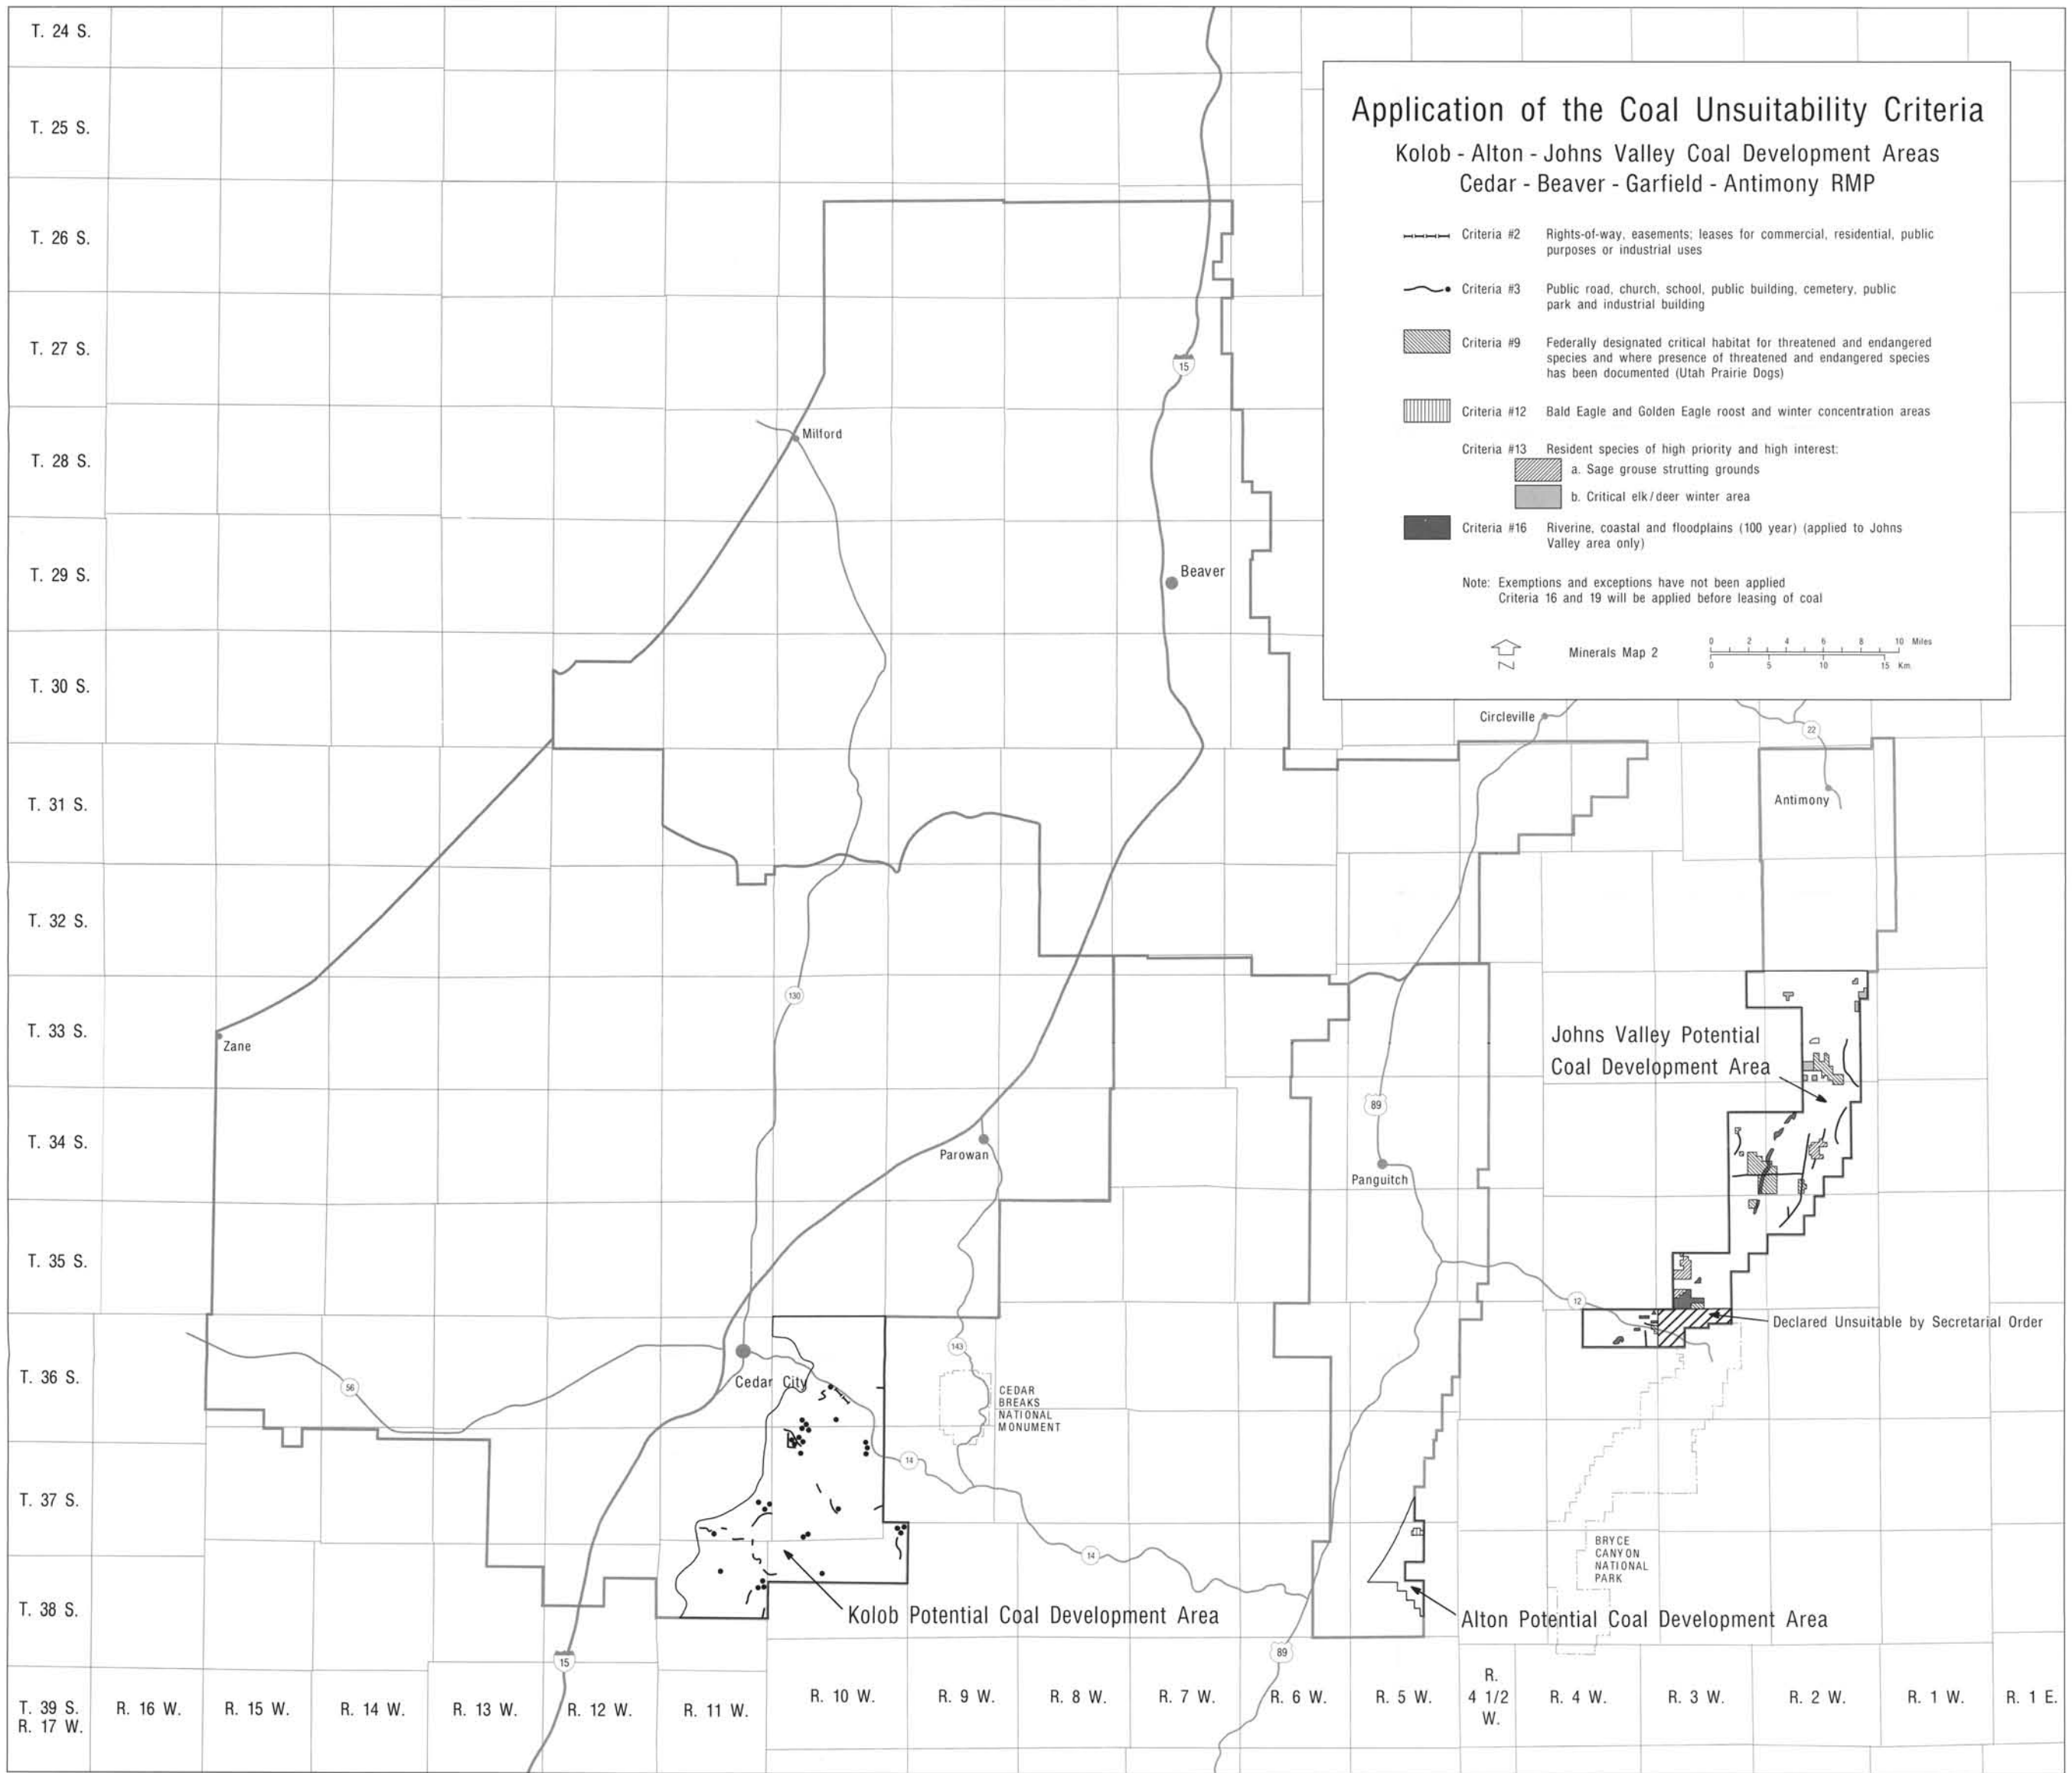 Application of the Coal Unsuitability Criteria
Kolob - Alton - Johns Valley Coal Development Areas
Cedar - Beaver - Garfield - Antimony RMP
Criteria #2 Rights-of-way, easements; leases for commercial, residential, public
purposes or industrial uses
Criteria #3 Public road, church, school, public building, cemetery, public
park and industrial building
Criteria #9 Federally designated critical habitat for threatened and endangered
species and where presence of threatened and endangered species
has been documented (Utah Prairie Dogs)
Criteria #12 Bald Eagle and Golden Eagle roost and winter concentration areas
Criteria #13 Resident species of high priority and high interest:
a. Sage grouse strutting grounds
b. Critical elk/deer winter area
Criteria #16 Riverine, coastal and floodplains (100 year) (applied to Johns
Valley area only)
Note: Exemptions and exceptions have not been applied
Criteria 16 and 19 will be applied before leasing of coal
N
Minerals Map 2
0 2 4 6 8 10 Miles
0 5 10 15 Km
T. 24 S.
T. 25 S.
T. 26 S.
T. 27 S.
15
T. 28 S.
Milford
T. 29 S.
Beaver
T. 30 S.
Circleville
22
T. 31 S.
Antimony
T. 32 S.
130
T. 33 S.
Zane
Johns Valley Potential
Coal Development Area
89
T. 34 S.
Parowan
Panguitch
T. 35 S.
12
Declared Unsuitable by Secretarial Order
143
T. 36 S.
56
Cedar City
CEDAR
BREAKS
NATIONAL
MONUMENT
14
T. 37 S.
14
BRYCE
CANYON
NATIONAL
PARK
T. 38 S.
Kolob Potential Coal Development Area
Alton Potential Coal Development Area
15
89
T. 39 S.
R. 17 W.
R. 16 W.
R. 15 W.
R. 14 W.
R. 13 W.
R. 12 W.
R. 11 W.
R. 10 W.
R. 9 W.
R. 8 W.
R. 7 W.
R. 6 W.
R. 5 W.
R.
4 1/2
W.
R. 4 W.
R. 3 W.
R. 2 W.
R. 1 W.
R. 1 E.